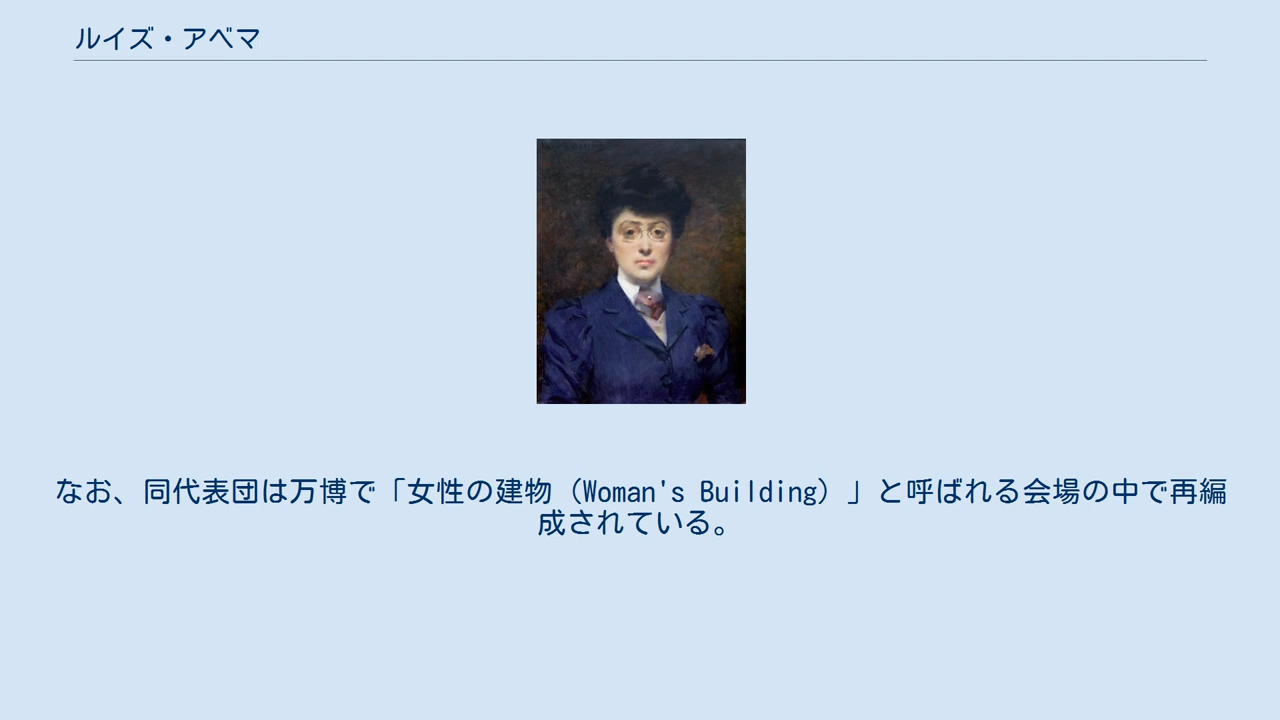 ルイズ・アベマ
なお、同代表団は万博で「女性の建物（Woman's Building）」と呼ばれる会場の中で再編
成されている。